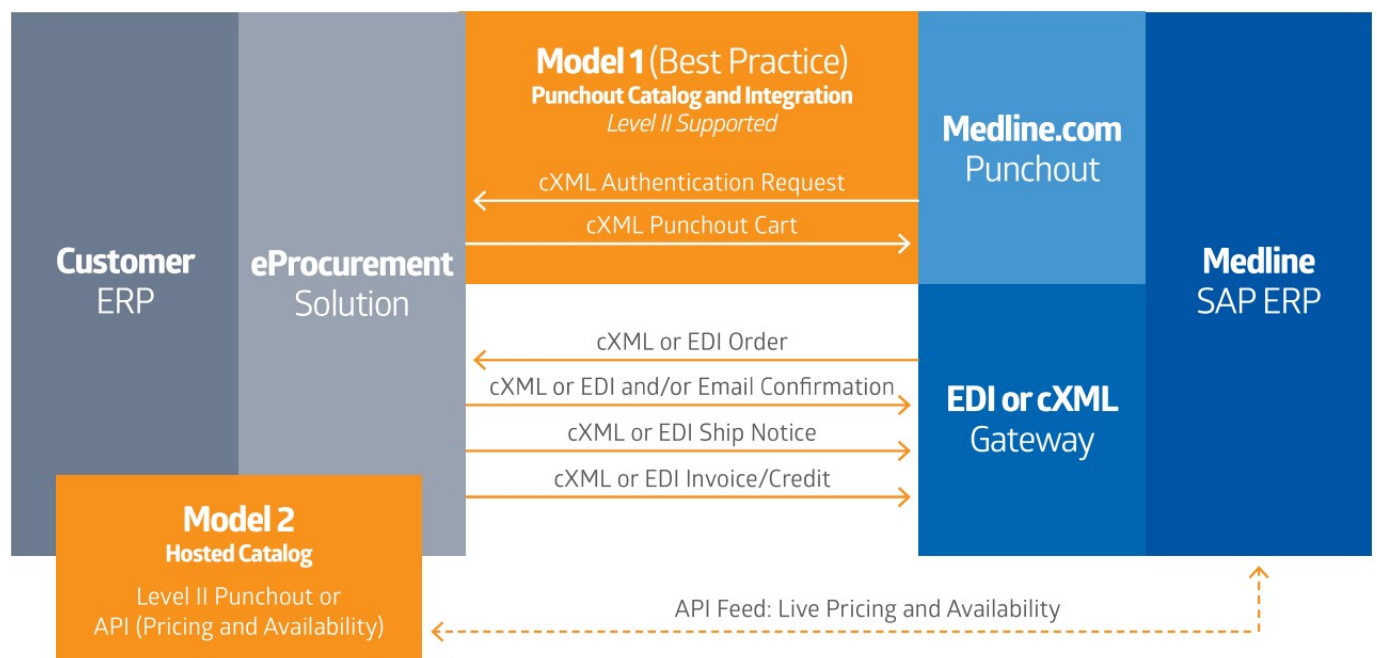 Model 1 (Best Practice)
Punchout Catalog and Integration
Level II Supported
cXML Authentication Request
cXML Punchout Cart
Medline.com
Punchout
Customer
ERP
eProcurement
Solution
Medline
SAP ERP
cXML or EDI Order
cXML or EDI and/or Email Confirmation
cXML or EDI Ship Notice
cXML or EDI Invoice/Credit
EDI or cXML
Gateway
Model 2
Hosted Catalog
Level II Punchout or
API (Pricing and Availability)
API Feed: Live Pricing and Availability